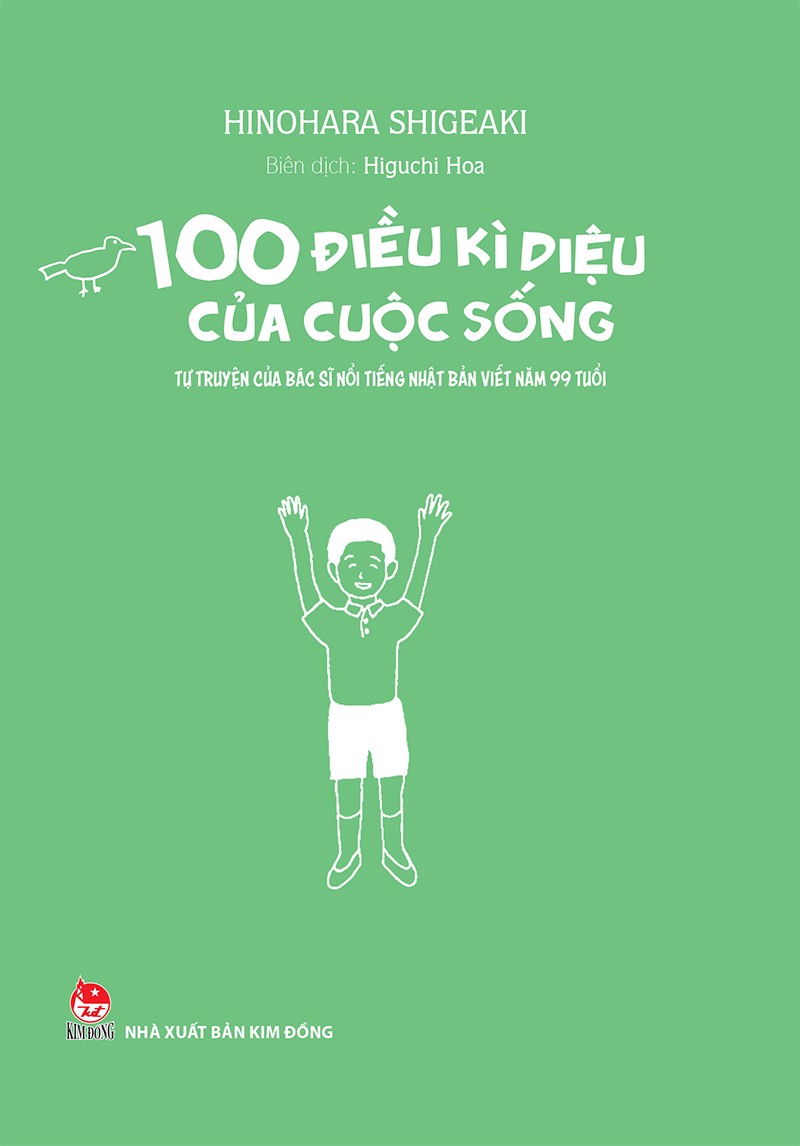 HINOHARA SHIGEAKI
Biên dịch: Higuchi Hoa
100 ĐIỀU KÌ DIỆU
CỦA CUỘC SỐNG
TỰ TRUYỆN CỦA BÁC SĨ NỔI TIẾNG NHẬT BẢN VIẾT NĂM 99 TUỔI
KIM ĐỒNG
NHÀ XUẤT BẢN KIM ĐỒNG